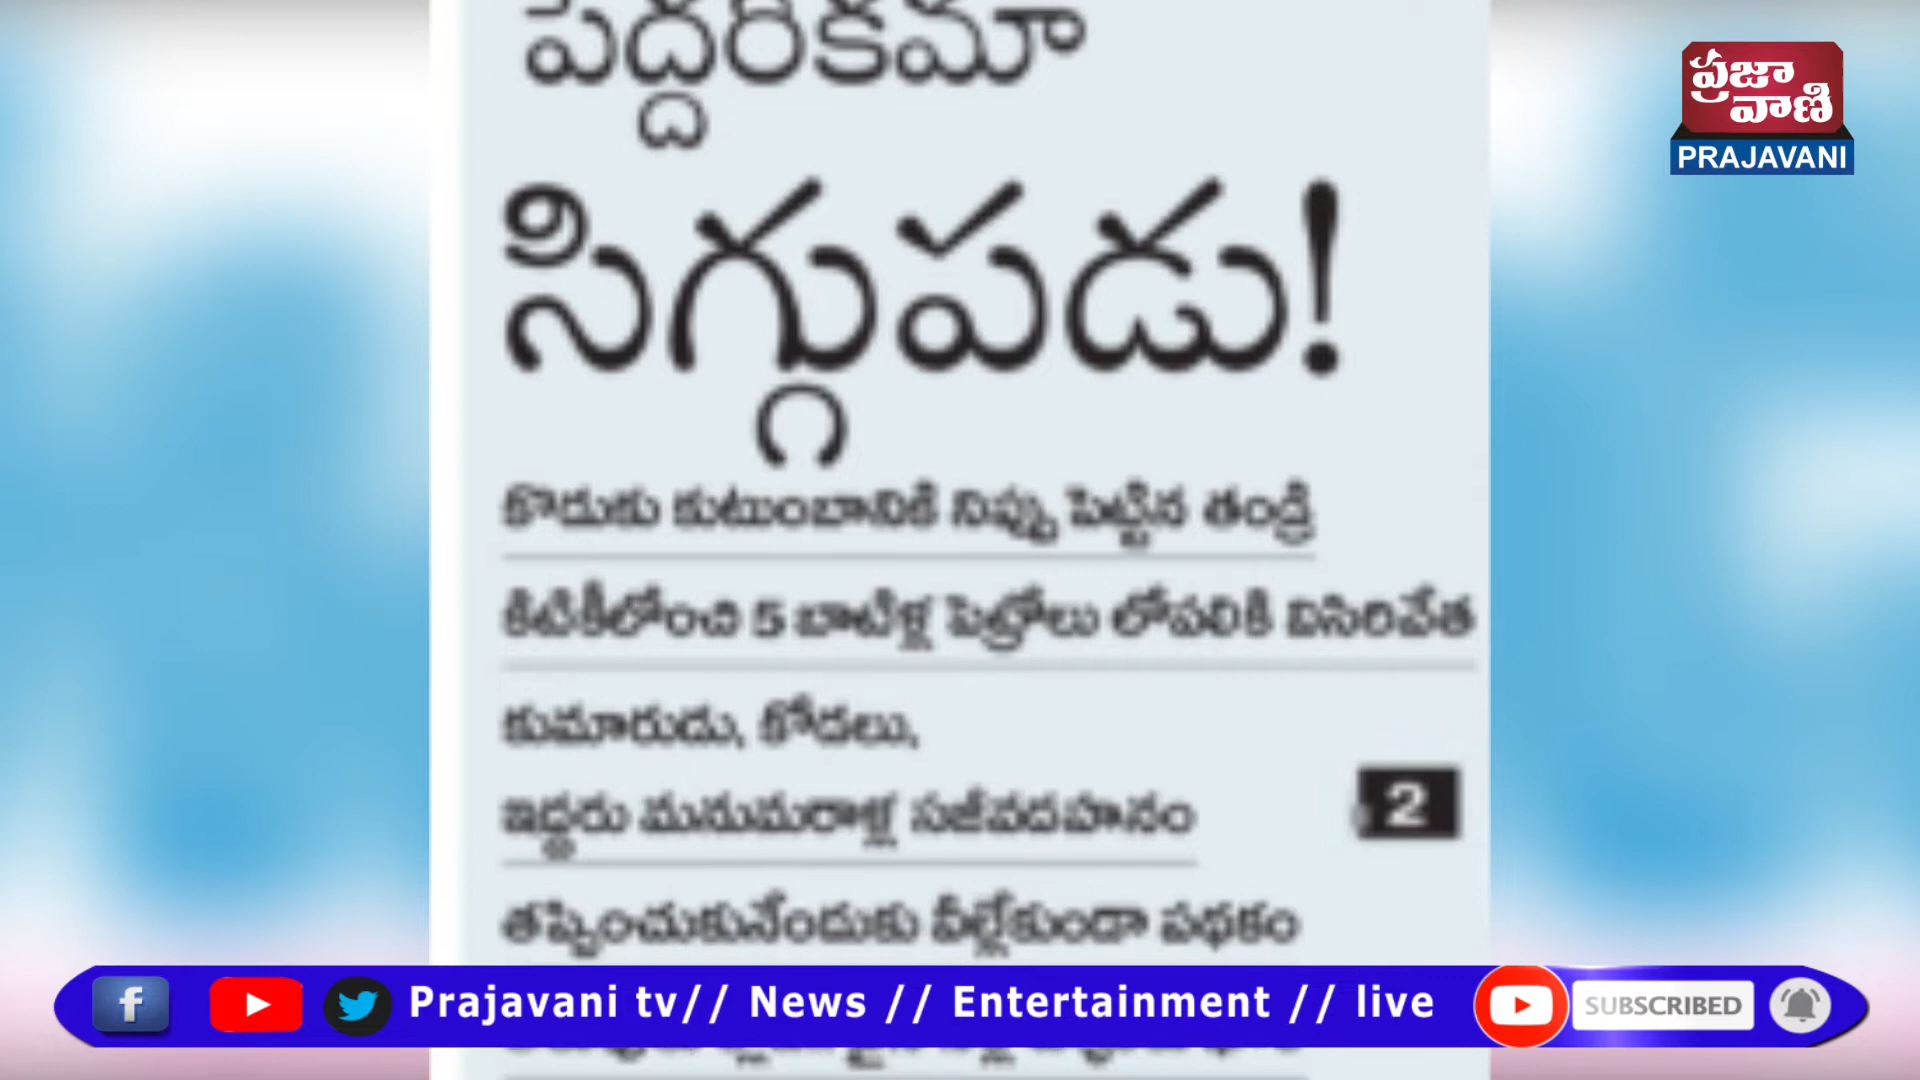 పెద్దరికమా
సిగ్గుపడు!
కొడుకు కుటుంబానికి నిప్పు పెట్టిన తండ్రి
కిటికీలోంచి 5 బాటిళ్ల పెట్రోలు లోపలికి విసిరివేత
కుమారుడు, కోడలు,
ఇద్దరు మనుమరాళ్ల సజీవదహనం
2
తప్పించుకునేందుకు వీల్లేకుండా పథకం
ప్రజా
వాణి
PRAJAVANI
Prajavani tv// News // Entertainment // live
SUBSCRIBED